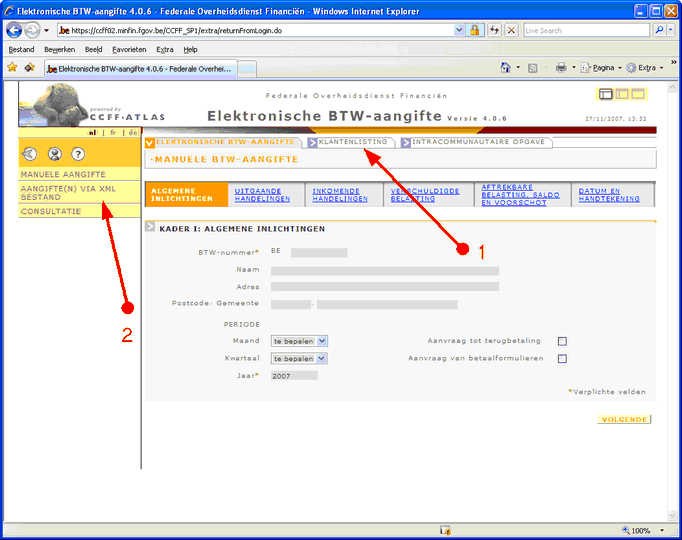 Elektronische BTW-aangifte 4.0.6 - Federale Overheidsdienst Financiën - Windows Internet Explorer
https://ccff02.minfin.fgov.be/CCFF_SP1/extra/returnFromLogin.do
Live Search
Bestand Bewerken Beeld Favorieten Extra Help
.be Elektronische BTW-aangifte 4.0.6 - Federale Overhei...
Pagina Extra
Federale Overheidsdienst Financiën
powered by
CCFF-ATLAS
Elektronische BTW-aangifte Versie 4.0.6
27/11/2007, 13:32
nl | fr | de
ELEKTRONISCHE BTW-AANGIFTE KLANTENLISTING INTRACOMMUNAUTAIRE OPGAVE
MANUELE BTW-AANGIFTE
MANUELE AANGIFTE
AANGIFTE(N) VIA XML
BESTAND
CONSULTATIE
ALGEMENE INLICHTINGEN
UITGAANDE HANDELINGEN
INKOMENDE HANDELINGEN
VERSCHULDIGDE BELASTING
AFTREKBARE BELASTING, SALDO EN VOORSCHOT
DATUM EN HANDTEKENING
KADER I: ALGEMENE INLICHTINGEN
1
2
BTW-nummer* BE
Naam
Adres
Postcode- Gemeente -
PERIODE
Maand te bepalen Aanvraag tot terugbetaling
Kwartaal te bepalen Aanvraag van betaalformulieren
Jaar* 2007
*Verplichte velden
VOLGENDE
100%